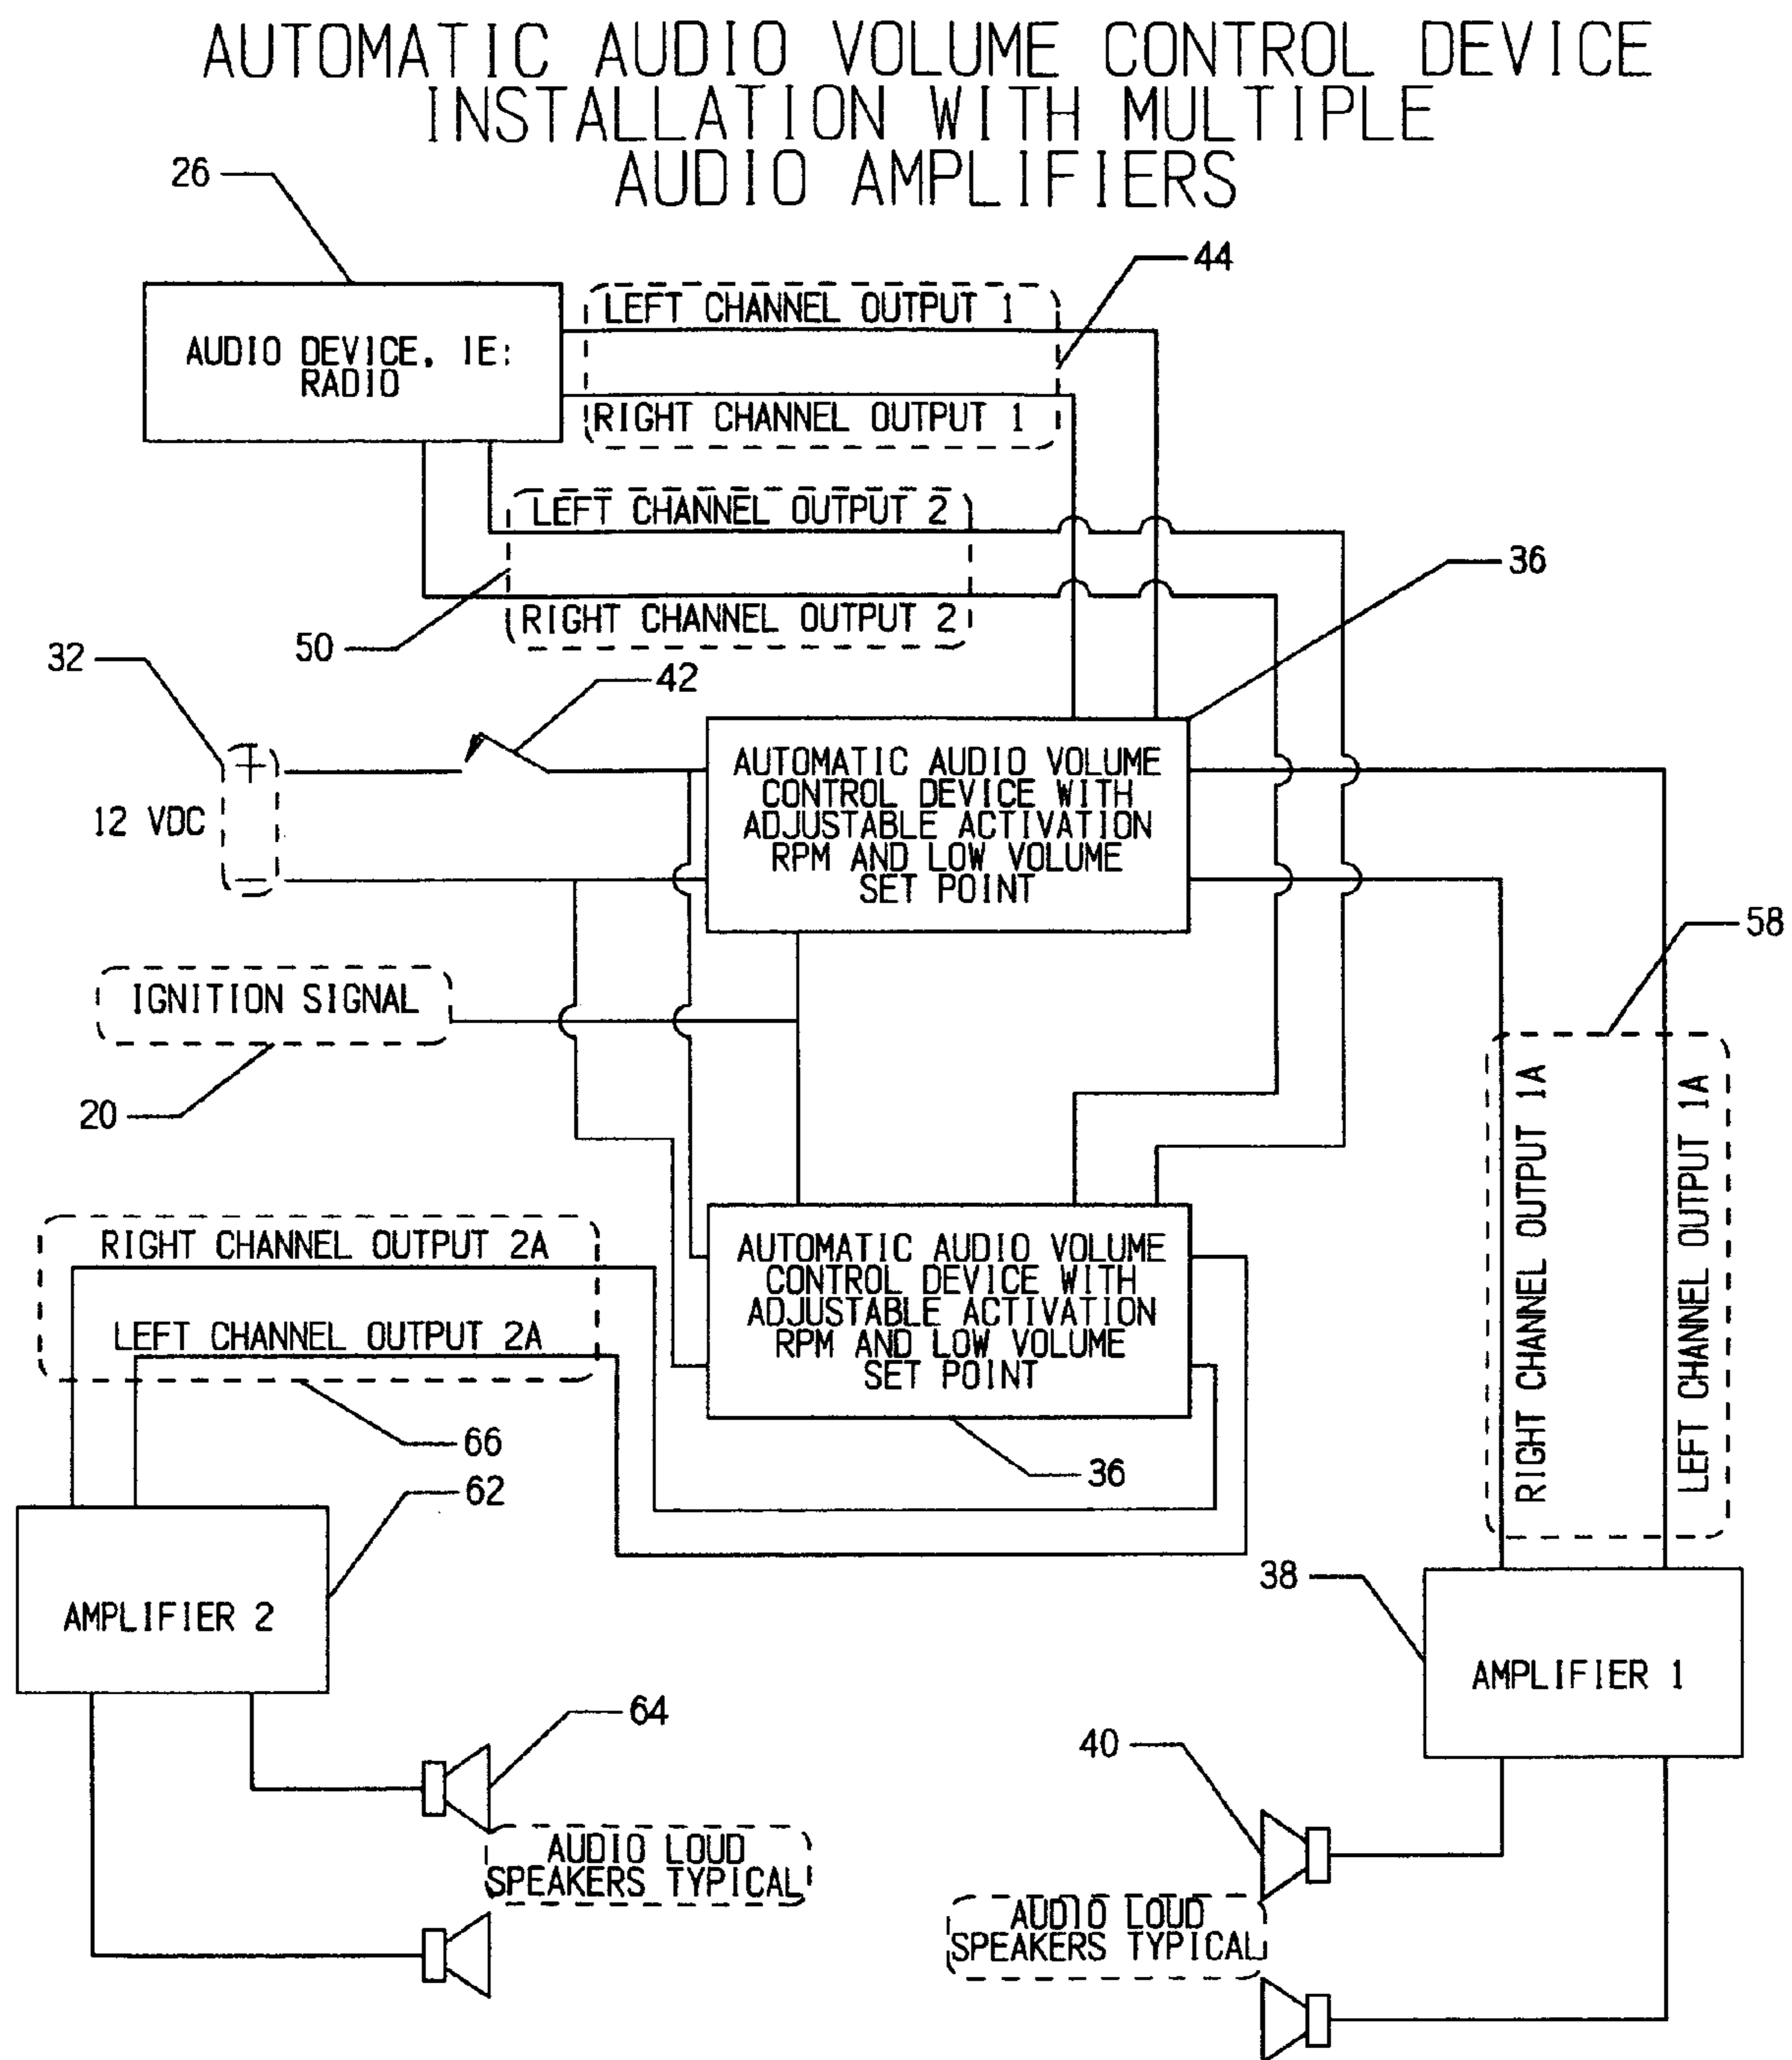 AUTOMATIC AUDIO VOLUME CONTROL DEVICE
INSTALLATION WITH MULTIPLE
AUDIO AMPLIFIERS
26
44
LEFT CHANNEL OUTPUT 1
AUDIO DEVICE, IE:
RADIO
RIGHT CHANNEL OUTPUT 1
LEFT CHANNEL OUTPUT 2
36
RIGHT CHANNEL OUTPUT 2
50
32
42
+
12 VDC
−
AUTOMATIC AUDIO VOLUME
CONTROL DEVICE WITH
ADJUSTABLE ACTIVATION
RPM AND LOW VOLUME
SET POINT
58
IGNITION SIGNAL
20
RIGHT CHANNEL OUTPUT 1A
LEFT CHANNEL OUTPUT 1A
RIGHT CHANNEL OUTPUT 2A
LEFT CHANNEL OUTPUT 2A
AUTOMATIC AUDIO VOLUME
CONTROL DEVICE WITH
ADJUSTABLE ACTIVATION
RPM AND LOW VOLUME
SET POINT
66
36
62
38
AMPLIFIER 2
AMPLIFIER 1
64
40
AUDIO LOUD
SPEAKERS TYPICAL
AUDIO LOUD
SPEAKERS TYPICAL